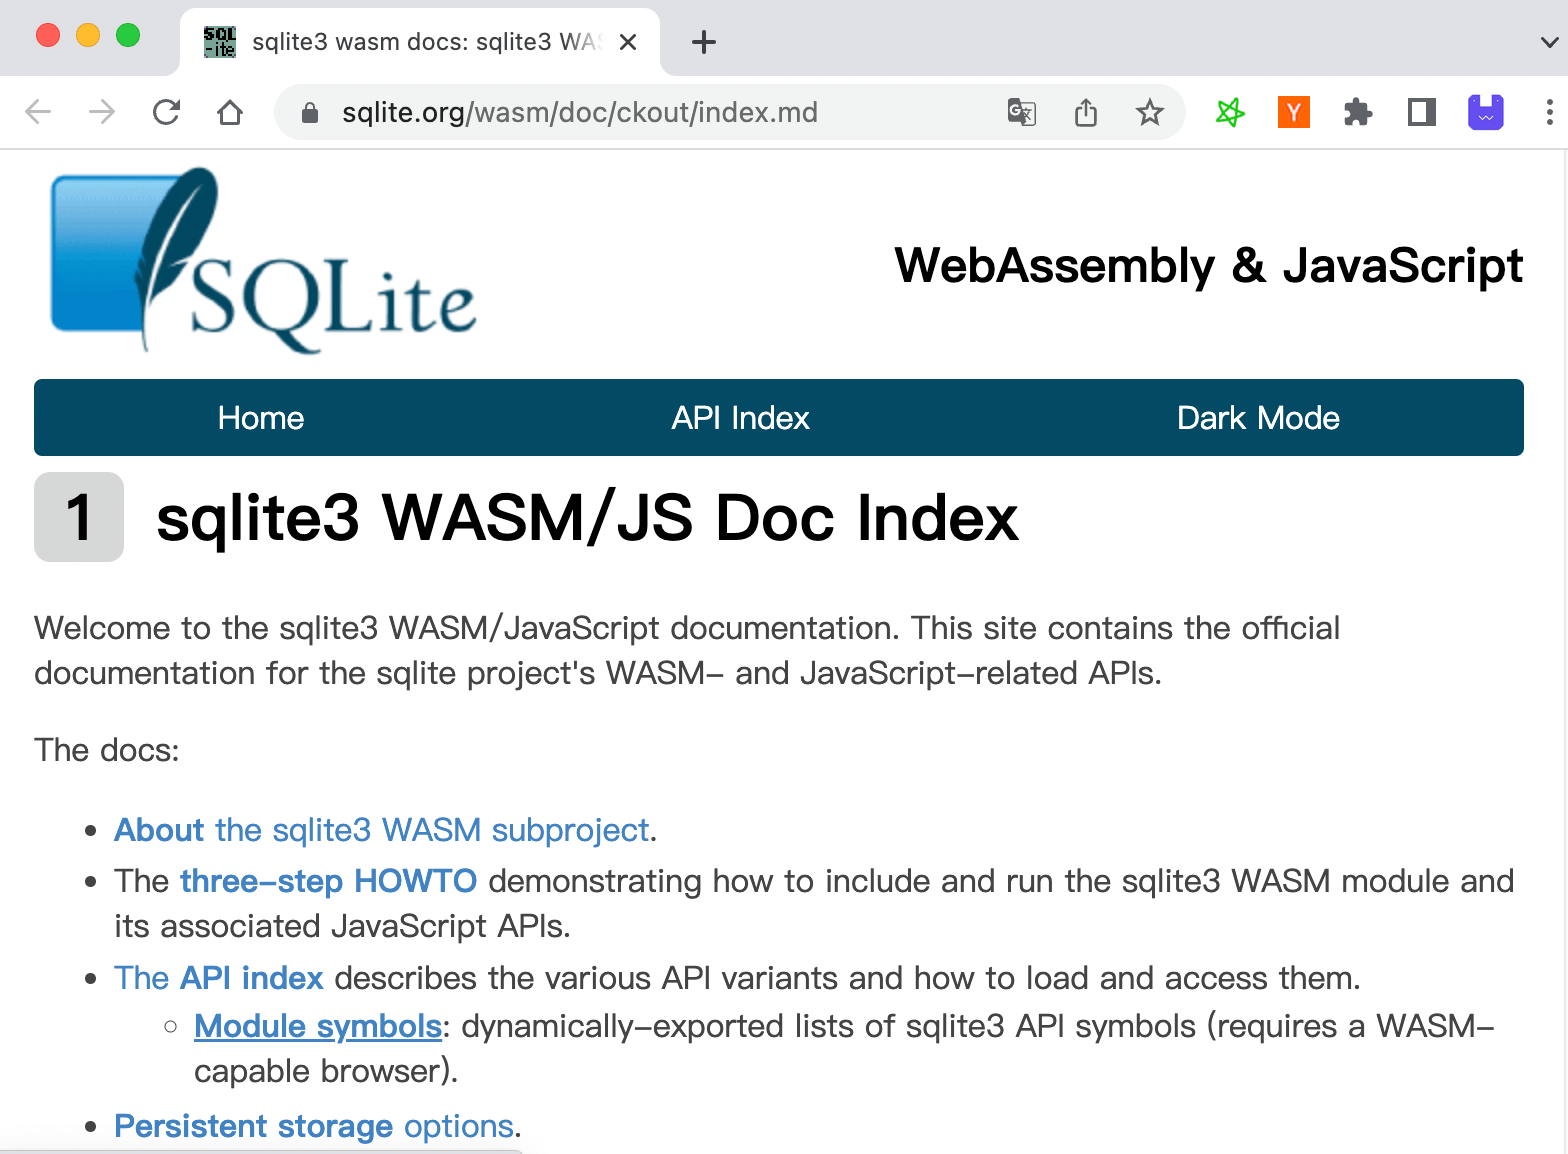 SQL
-ite
sqlite3 wasm docs: sqlite3 WAS
sqlite.org/wasm/doc/ckout/index.md
Y
SQLite
WebAssembly & JavaScript
Home API Index Dark Mode
1 sqlite3 WASM/JS Doc Index
Welcome to the sqlite3 WASM/JavaScript documentation. This site contains the official
documentation for the sqlite project's WASM- and JavaScript-related APIs.
The docs:
• About the sqlite3 WASM subproject.
• The three-step HOWTO demonstrating how to include and run the sqlite3 WASM module and
its associated JavaScript APIs.
• The API index describes the various API variants and how to load and access them.
◦ Module symbols: dynamically-exported lists of sqlite3 API symbols (requires a WASM-
capable browser).
• Persistent storage options.